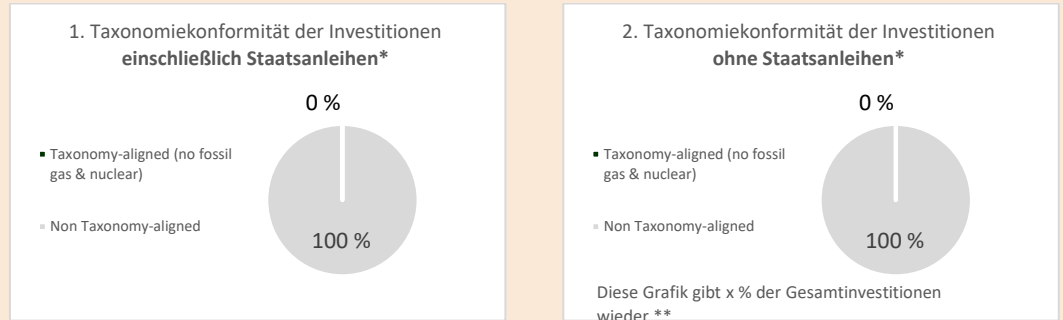 1. Taxonomiekonformität der Investitionen
einschließlich Staatsanleihen*
0 %
Taxonomy-aligned (no fossil
gas & nuclear)
Non Taxonomy-aligned
100 %
2. Taxonomiekonformität der Investitionen
ohne Staatsanleihen*
0 %
Taxonomy-aligned (no fossil
gas & nuclear)
Non Taxonomy-aligned
100 %
Diese Grafik gibt x % der Gesamtinvestitionen
wieder.**